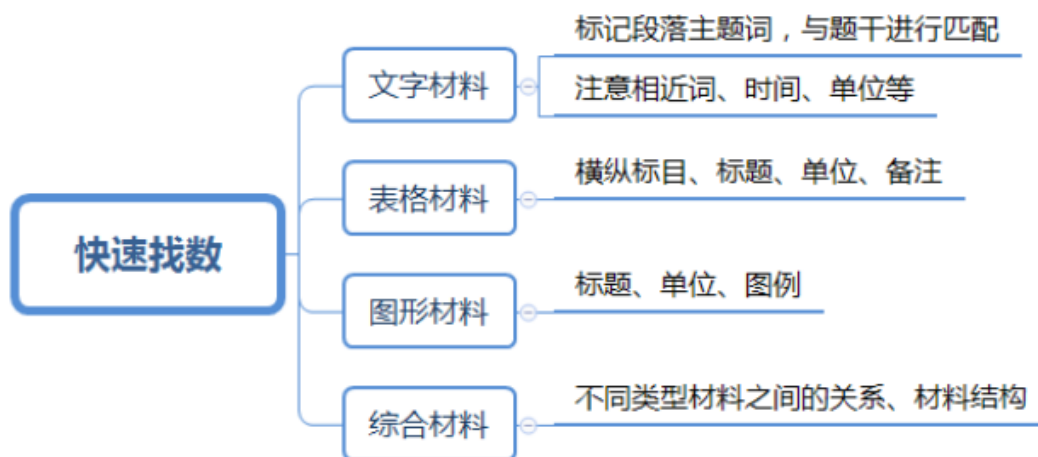 快速找数
文字材料
标记段落主题词，与题干进行匹配
注意相近词、时间、单位等
表格材料
横纵标目、标题、单位、备注
图形材料
标题、单位、图例
综合材料
不同类型材料之间的关系、材料结构